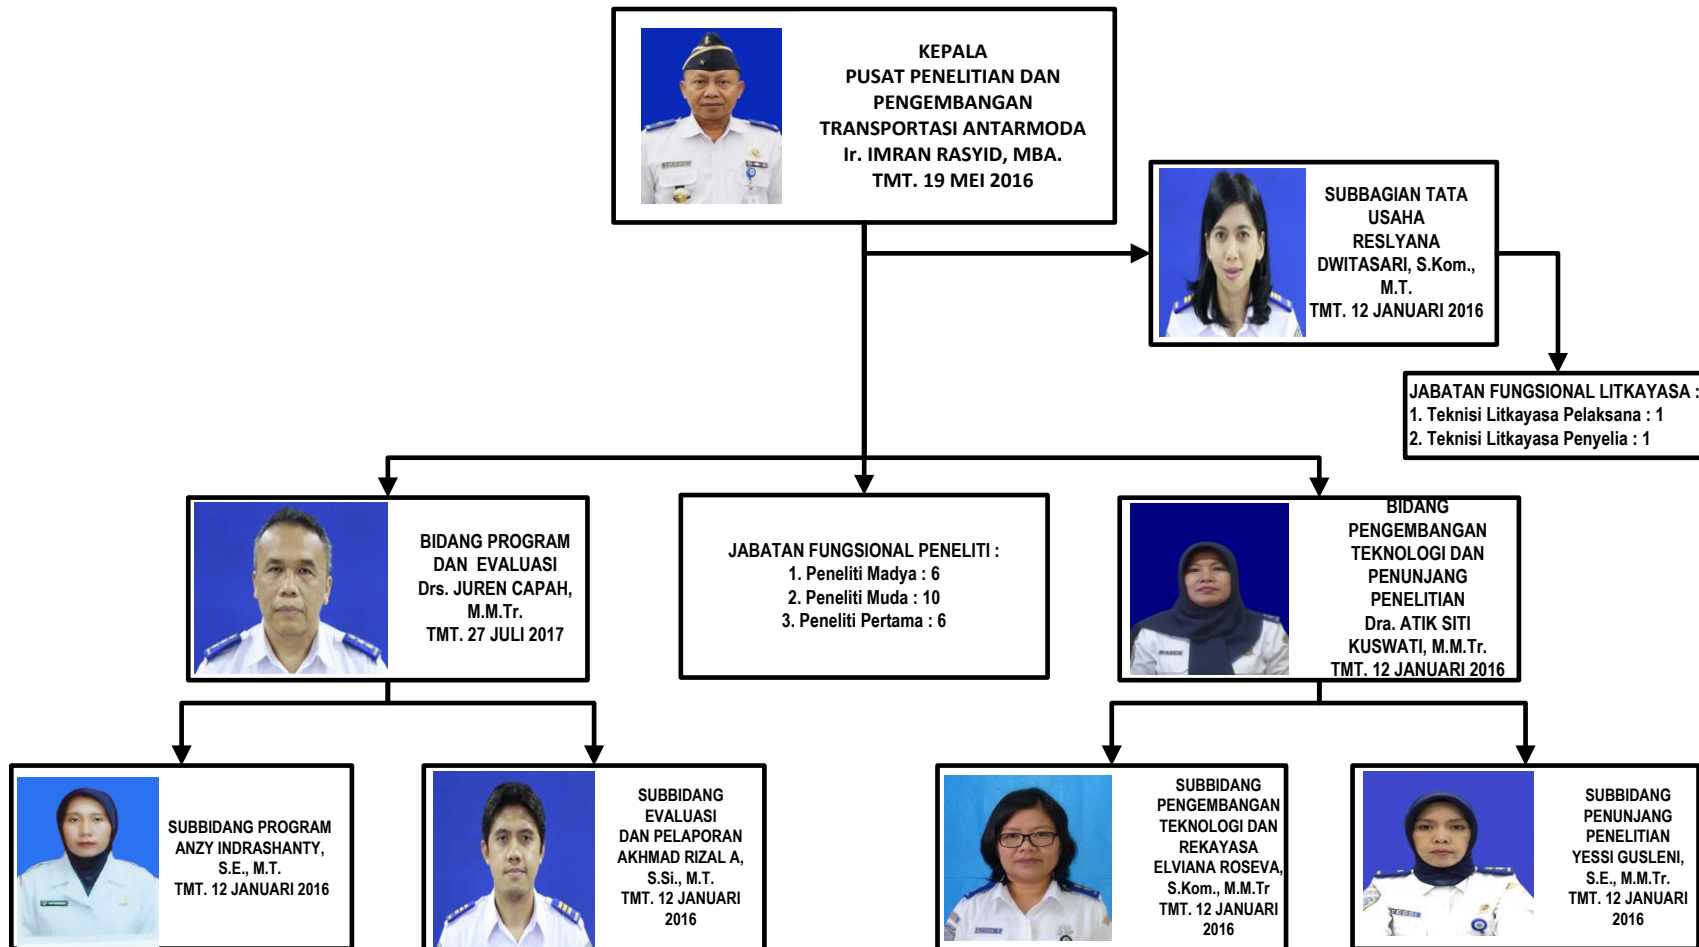 KEPALA
PUSAT PENELITIAN DAN
PENGEMBANGAN
TRANSPORTASI ANTARMODA
Ir. IMRAN RASYID, MBA.
TMT. 19 MEI 2016
SUBBAGIAN TATA
USAHA
RESLYANA
DWITASARI, S.Kom.,
M.T.
TMT. 12 JANUARI 2016
JABATAN FUNGSIONAL LITKAYASA :
1. Teknisi Litkayasa Pelaksana : 1
2. Teknisi Litkayasa Penyelia : 1
BIDANG PROGRAM
DAN EVALUASI
Drs. JUREN CAPAH,
M.M.Tr.
TMT. 27 JULI 2017
JABATAN FUNGSIONAL PENELITI :
1. Peneliti Madya : 6
2. Peneliti Muda : 10
3. Peneliti Pertama : 6
BIDANG
PENGEMBANGAN
TEKNOLOGI DAN
PENUNJANG
PENELITIAN
Dra. ATIK SITI
KUSWATI, M.M.Tr.
TMT. 12 JANUARI 2016
SUBBIDANG PROGRAM
ANZY INDRASHANTY,
S.E., M.T.
TMT. 12 JANUARI 2016
SUBBIDANG
EVALUASI
DAN PELAPORAN
AKHMAD RIZAL A,
S.Si., M.T.
TMT. 12 JANUARI
2016
SUBBIDANG
PENGEMBANGAN
TEKNOLOGI DAN
REKAYASA
ELVIANA ROSEVA,
S.Kom., M.M.Tr
TMT. 12 JANUARI
2016
YESSI
SUBBIDANG
PENUNJANG
PENELITIAN
YESSI GUSLENI,
S.E., M.M.Tr.
TMT. 12 JANUARI
2016